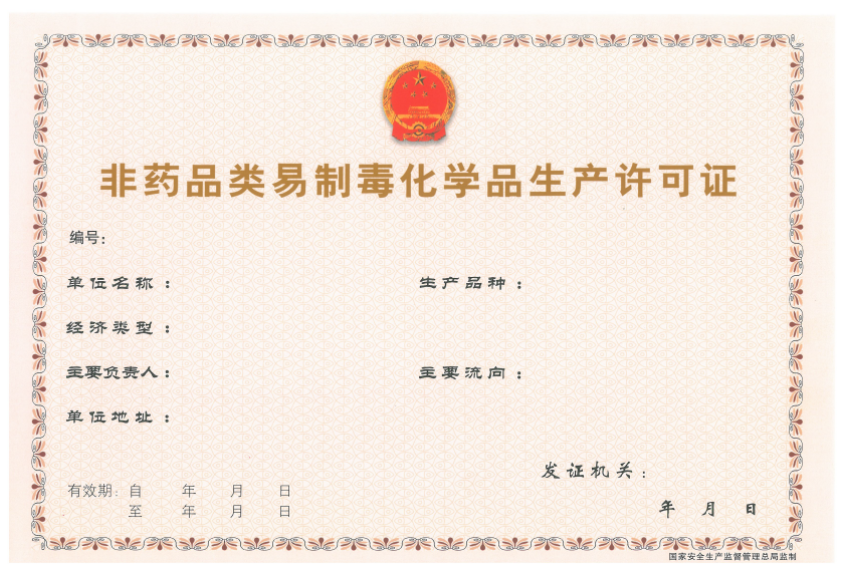 非药品类易制毒化学品生产许可证
编号：
单位名称：
生产品种：
经济类型：
主要负责人：
主要流向：
单位地址：
发证机关：
有效期：自 年 月 日
至 年 月 日
年 月 日
国家安全生产监督管理总局监制